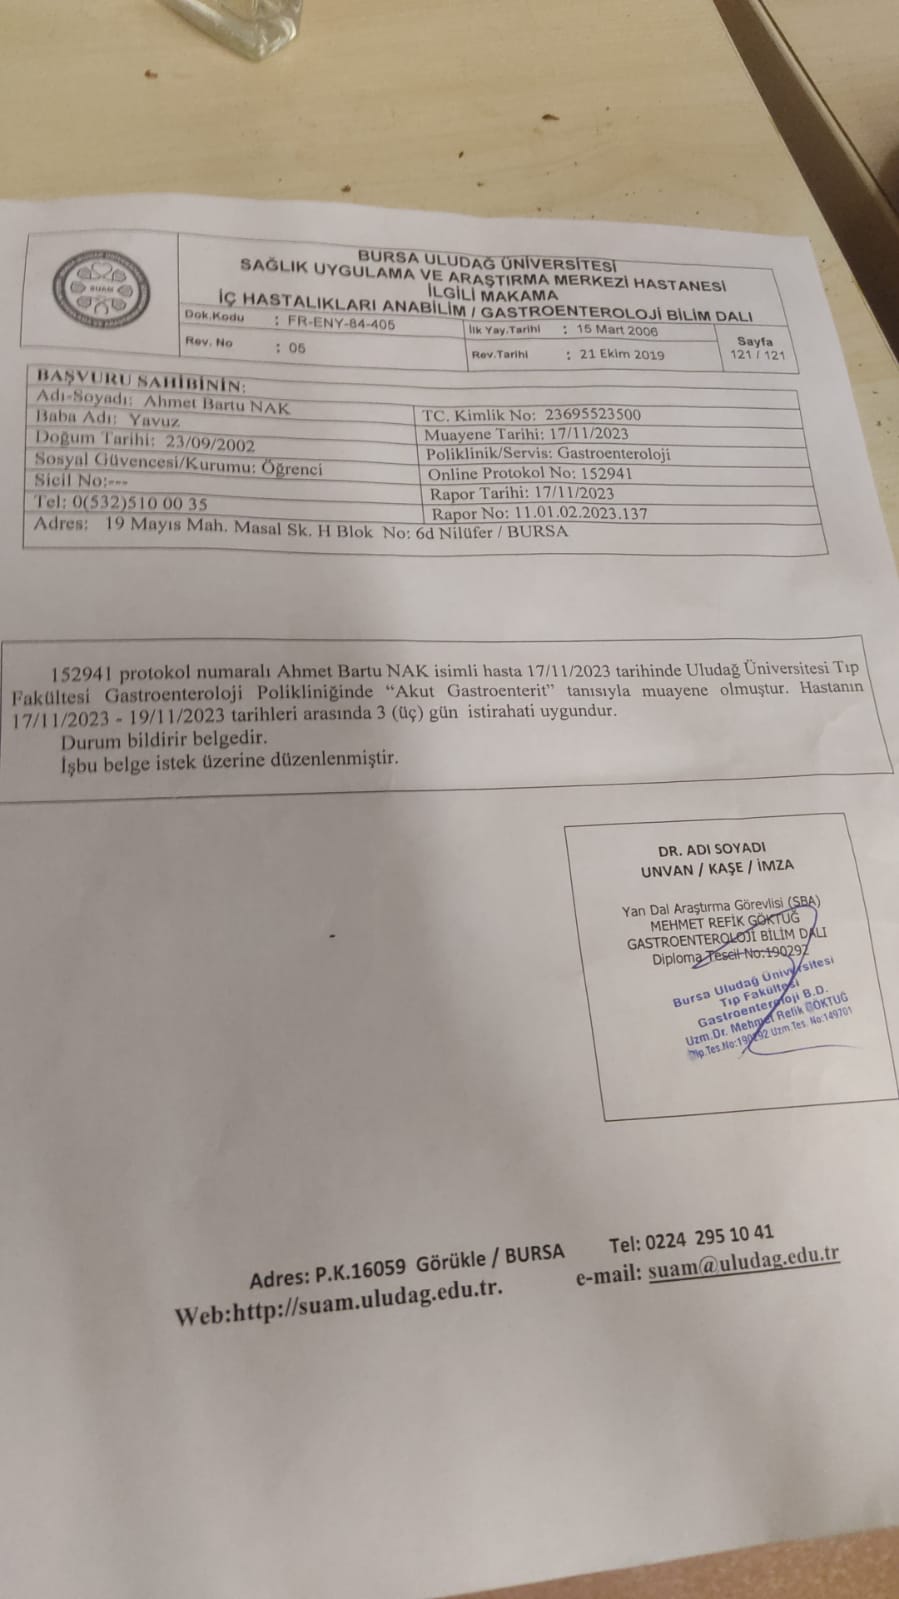 BURSA ULUDAĞ ÜNİVERSİTESİ
SAĞLIK UYGULAMA VE ARAŞTIRMA MERKEZİ HASTANESİ
İLGİLİ MAKAMA
İÇ HASTALIKLARI ANABİLİM / GASTROENTEROLOJİ BİLİM DALI
SUAM
Dok.Kodu : FR-ENY-84-405
İlk Yay.Tarihi : 15 Mart 2006
Sayfa
121 / 121
Rev. No : 05
Rev.Tarihi : 21 Ekim 2019
BAŞVURU SAHİBİNİN:
Adı-Soyadı: Ahmet Bartu NAK
TC. Kimlik No: 23695523500
Baba Adı: Yavuz
Muayene Tarihi: 17/11/2023
Doğum Tarihi: 23/09/2002
Poliklinik/Servis: Gastroenteroloji
Sosyal Güvencesi/Kurumu: Öğrenci
Online Protokol No: 152941
Sicil No:---
Rapor Tarihi: 17/11/2023
Tel: 0(532)510 00 35
Rapor No: 11.01.02.2023.137
Adres: 19 Mayıs Mah. Masal Sk. H Blok No: 6d Nilüfer / BURSA
152941 protokol numaralı Ahmet Bartu NAK isimli hasta 17/11/2023 tarihinde Uludağ Üniversitesi Tıp
Fakültesi Gastroenteroloji Polikliniğinde “Akut Gastroenterit” tanısıyla muayene olmuştur. Hastanın
17/11/2023 - 19/11/2023 tarihleri arasında 3 (üç) gün istirahati uygundur.
Durum bildirir belgedir.
İşbu belge istek üzerine düzenlenmiştir.
DR. ADI SOYADI
UNVAN / KAŞE / İMZA
Yan Dal Araştırma Görevlisi (SBA)
MEHMET REFİK GÖKTUĞ
GASTROENTEROLOJİ BİLİM DALI
Diploma Tescil No:190292
Bursa Uludağ Üniversitesi
Tıp Fakültesi
Gastroenteroloji B.D.
Uzm.Dr. Mehmet Refik GÖKTUĞ
Dip.Tes.No:190292 Uzm.Tes. No:149701
Adres: P.K.16059 Görükle / BURSA
Tel: 0224 295 10 41
Web:http://suam.uludag.edu.tr.
e-mail: suam@uludag.edu.tr